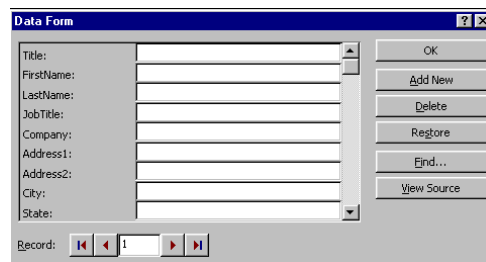 Data Form
Title:
FirstName:
LastName:
JobTitle:
Company:
Address1:
Address2:
City:
State:
OK
Add New
Delete
Restore
Find...
View Source
Record: 1